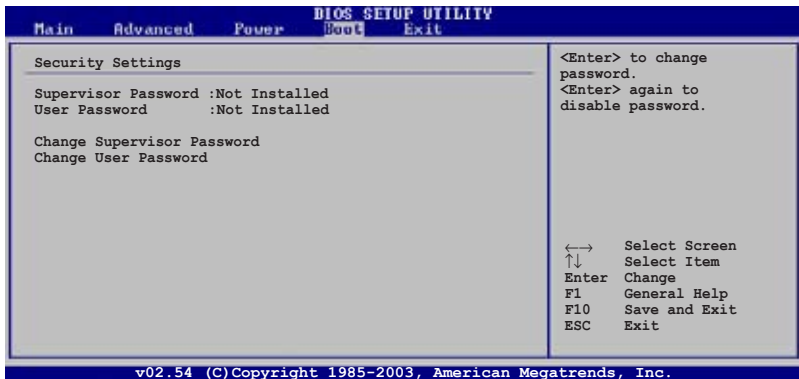 BIOS SETUP UTILITY
Main Advanced Power Boot Exit
Security Settings
Supervisor Password :Not Installed
User Password :Not Installed
Change Supervisor Password
Change User Password
<Enter> to change
password.
<Enter> again to
disable password.
←→ Select Screen
↑↓ Select Item
Enter Change
F1 General Help
F10 Save and Exit
ESC Exit
v02.54 (C)Copyright 1985-2003, American Megatrends, Inc.